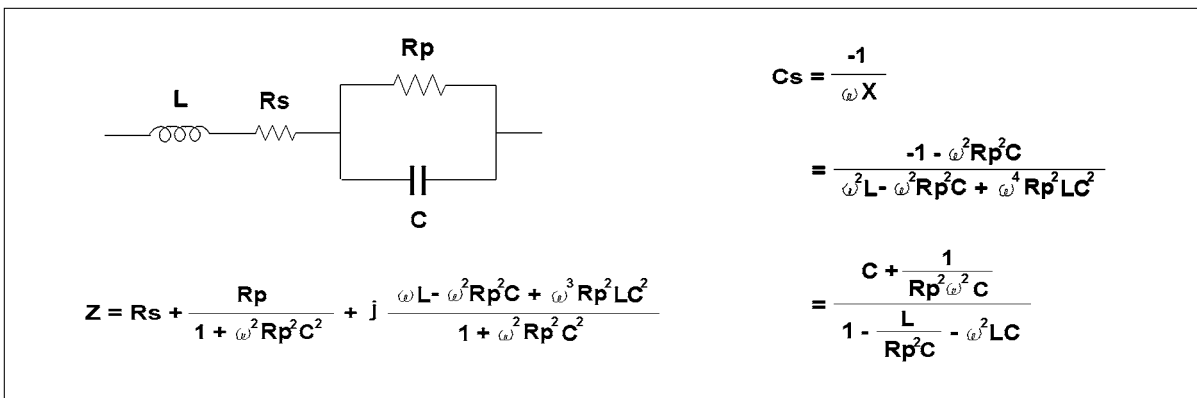 Rp
L
Rs
C
Z = Rs + Rp / 1 + ω²Rp²C² + j ωL- ω²Rp²C + ω³Rp²LC² / 1 + ω²Rp²C²
Cs = -1 / ωX
= -1 - ω²Rp²C / ω²L- ω²Rp²C + ω⁴Rp²LC²
= C + 1 / Rp²ω²C / 1 - L / Rp²C - ω²LC